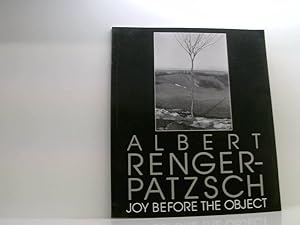 ALBERT
RENGER-
PATZSCH
JOY BEFORE THE OBJECT